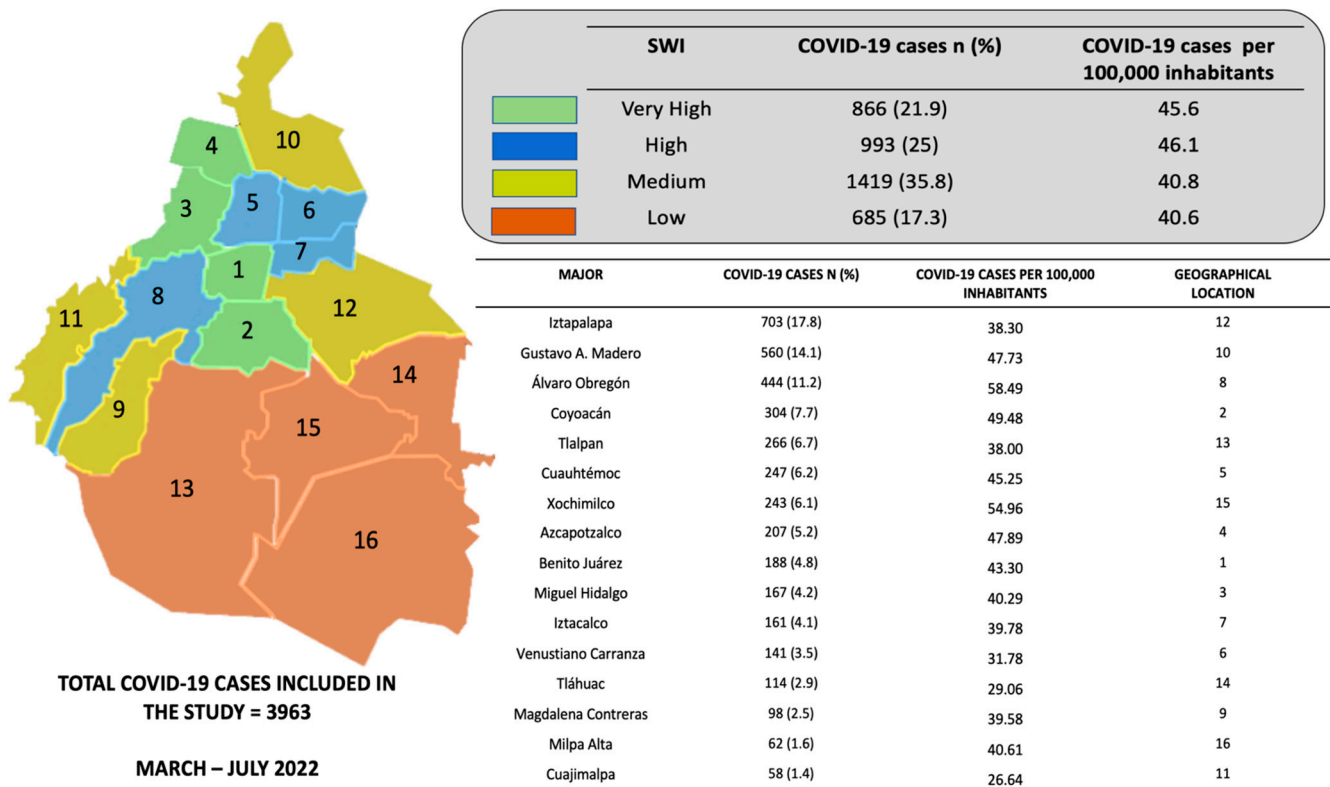 SWI COVID-19 cases n (%) COVID-19 cases per
100,000 inhabitants
Very High 866 (21.9) 45.6
High 993 (25) 46.1
Medium 1419 (35.8) 40.8
Low 685 (17.3) 40.6
10
4
5
6
3
7
1
8
11
12
2
14
9
15
13
16
TOTAL COVID-19 CASES INCLUDED IN
THE STUDY = 3963
MARCH – JULY 2022
MAJOR COVID-19 CASES N (%) COVID-19 CASES PER 100,000 GEOGRAPHICAL
INHABITANTS LOCATION
Iztapalapa 703 (17.8) 38.30 12
Gustavo A. Madero 560 (14.1) 47.73 10
Álvaro Obregón 444 (11.2) 58.49 8
Coyoacán 304 (7.7) 49.48 2
Tlalpan 266 (6.7) 38.00 13
Cuauhtémoc 247 (6.2) 45.25 5
Xochimilco 243 (6.1) 54.96 15
Azcapotzalco 207 (5.2) 47.89 4
Benito Juárez 188 (4.8) 43.30 1
Miguel Hidalgo 167 (4.2) 40.29 3
Iztacalco 161 (4.1) 39.78 7
Venustiano Carranza 141 (3.5) 31.78 6
Tláhuac 114 (2.9) 29.06 14
Magdalena Contreras 98 (2.5) 39.58 9
Milpa Alta 62 (1.6) 40.61 16
Cuajimalpa 58 (1.4) 26.64 11